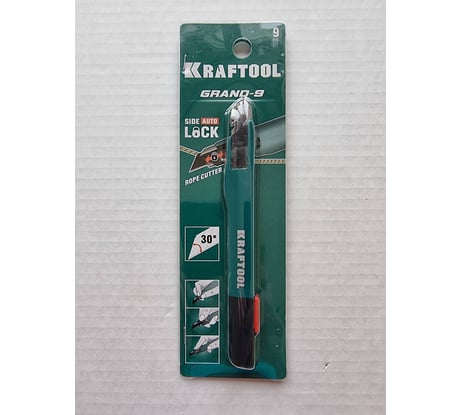 9
KRAFTOOL
GRAND-9
SIDE AUTO
LOCK
ROPE CUTTER
30°
KRAFTOOL